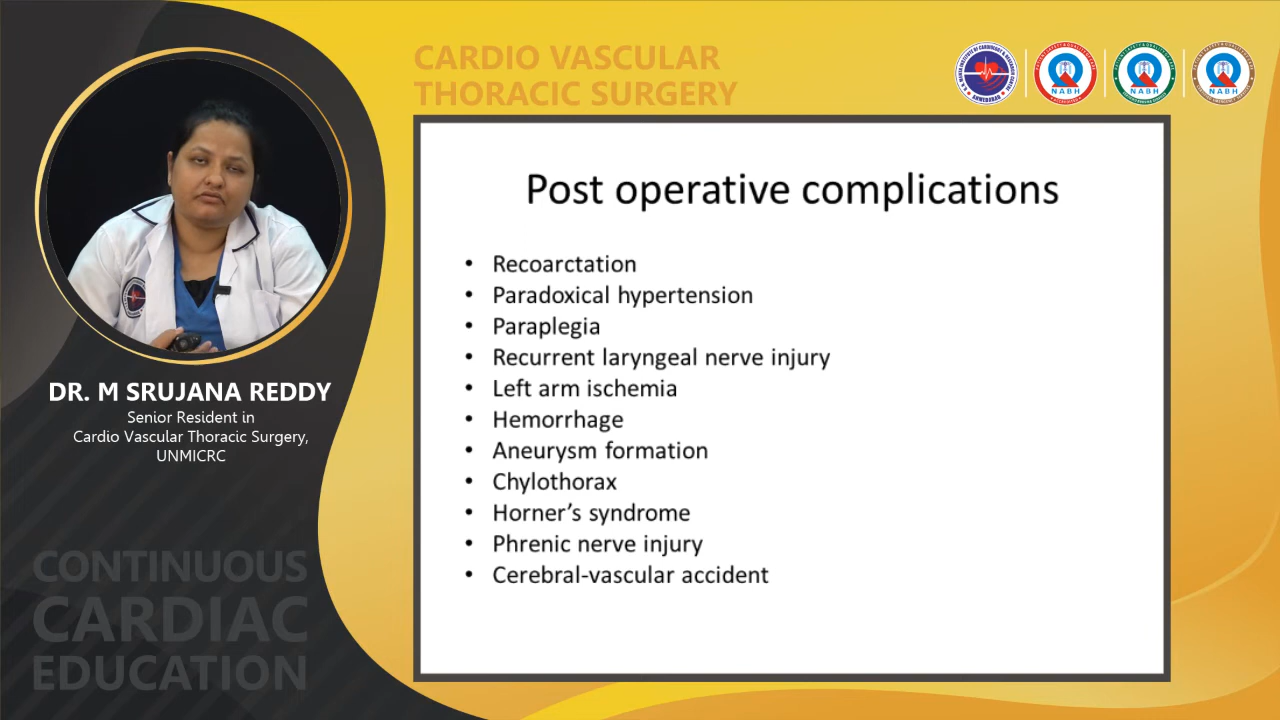 CARDIO VASCULAR
THORACIC SURGERY
NABH
NABH
NABH
Post operative complications
• Recoarctation
• Paradoxical hypertension
• Paraplegia
• Recurrent laryngeal nerve injury
• Left arm ischemia
• Hemorrhage
• Aneurysm formation
• Chylothorax
• Horner’s syndrome
• Phrenic nerve injury
• Cerebral-vascular accident
DR. M SRUJANA REDDY
Senior Resident in
Cardio Vascular Thoracic Surgery,
UNMICRC
CONTINUOUS
CARDIAC
EDUCATION